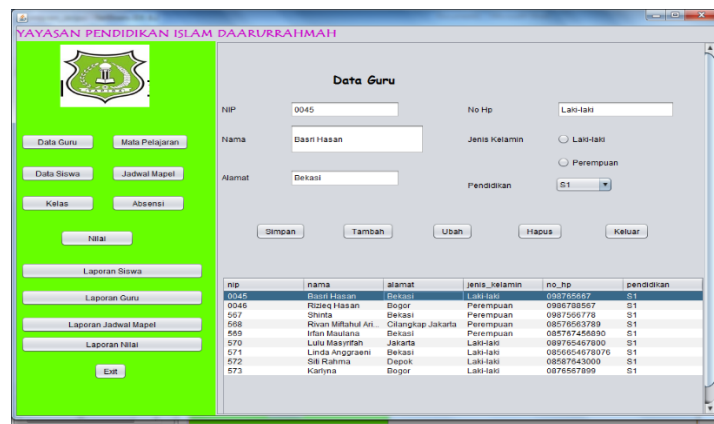 YAYASAN PENDIDIKAN ISLAM DAARURRAHMAH
Data Guru
NIP 0045 No Hp Laki-laki
Nama Basri Hasan Jenis Kelamin Laki-laki
Perempuan
Alamat Bekasi Pendidikan S1
Data Guru Mata Pelajaran
Data Siswa Jadwal Mapel
Kelas Absensi
Nilai
Laporan Siswa
Laporan Guru
Laporan Jadwal Mapel
Laporan Nilai
Exit
Simpan Tambah Ubah Hapus Keluar
nip nama alamat jenis_kelamin no_hp pendidikan
0045 Basri Hasan Bekasi Laki-laki 098765667 S1
0046 Rizieq Hasan Bogor Perempuan 0986788567 S1
567 Shinta Bekasi Perempuan 0987566778 S1
568 Rivan Miftahul Ari... Cilangkap Jakarta Perempuan 08576563789 S1
569 Irfan Maulana Bekasi Perempuan 085767456890 S1
570 Lulu Masyrifah Jakarta Laki-laki 089765467800 S1
571 Linda Anggraeni Bekasi Laki-laki 0856654678076 S1
572 Siti Rahma Depok Laki-laki 08587643000 S1
573 Karlyna Bogor Laki-laki 0876567899 S1